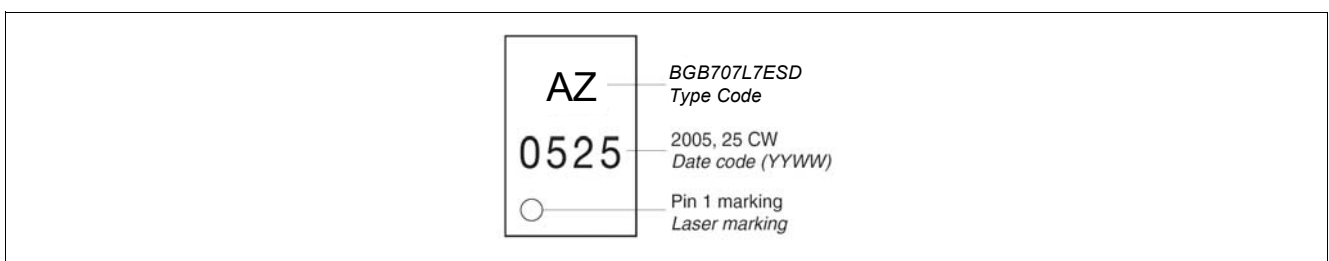 AZ
BGB707L7ESD
Type Code
0525
2005, 25 CW
Date code (YYWW)
Pin 1 marking
Laser marking